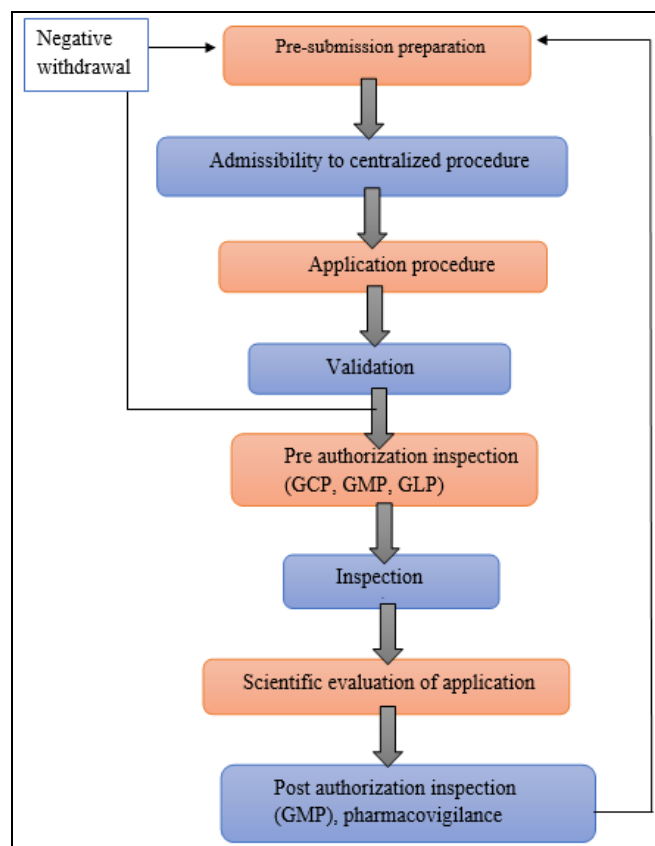 Negative
withdrawal
Pre-submission preparation
Admissibility to centralized procedure
Application procedure
Validation
Pre authorization inspection
(GCP, GMP, GLP)
Inspection
Scientific evaluation of application
Post authorization inspection
(GMP), pharmacovigilance